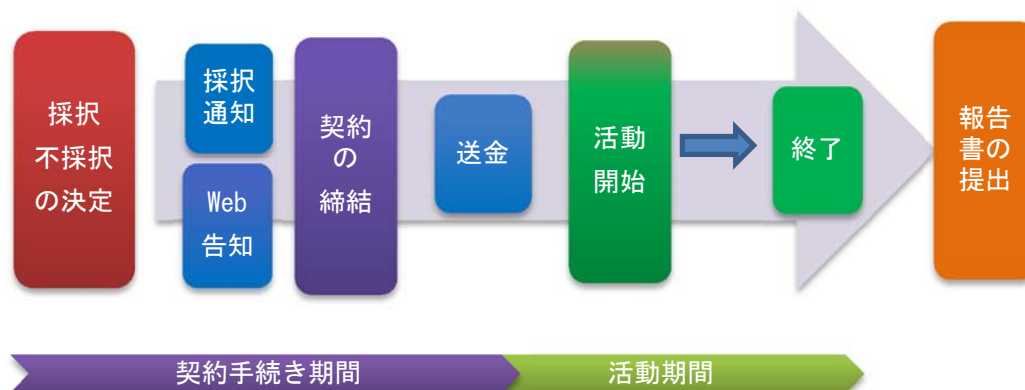 採択
不採択
の決定
採択
通知
Web
告知
契約
の
締結
送金
活動
開始
終了
報告
書の
提出
契約手続き期間
活動期間